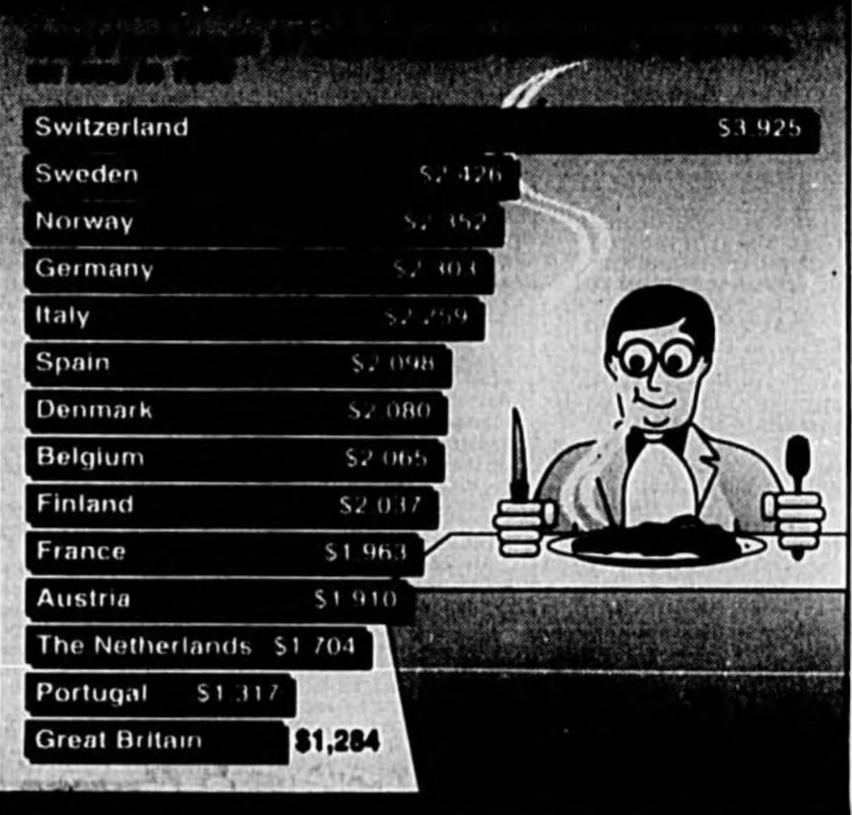 Switzerland $3.925
Sweden $2 426
Norway $2 352
Germany $2 303
Italy $2 259
Spain $2 098
Denmark $2 080
Belgium $2 065
Finland $2 037
France $1.963
Austria $1 910
The Netherlands $1 704
Portugal $1 317
Great Britain $1,284